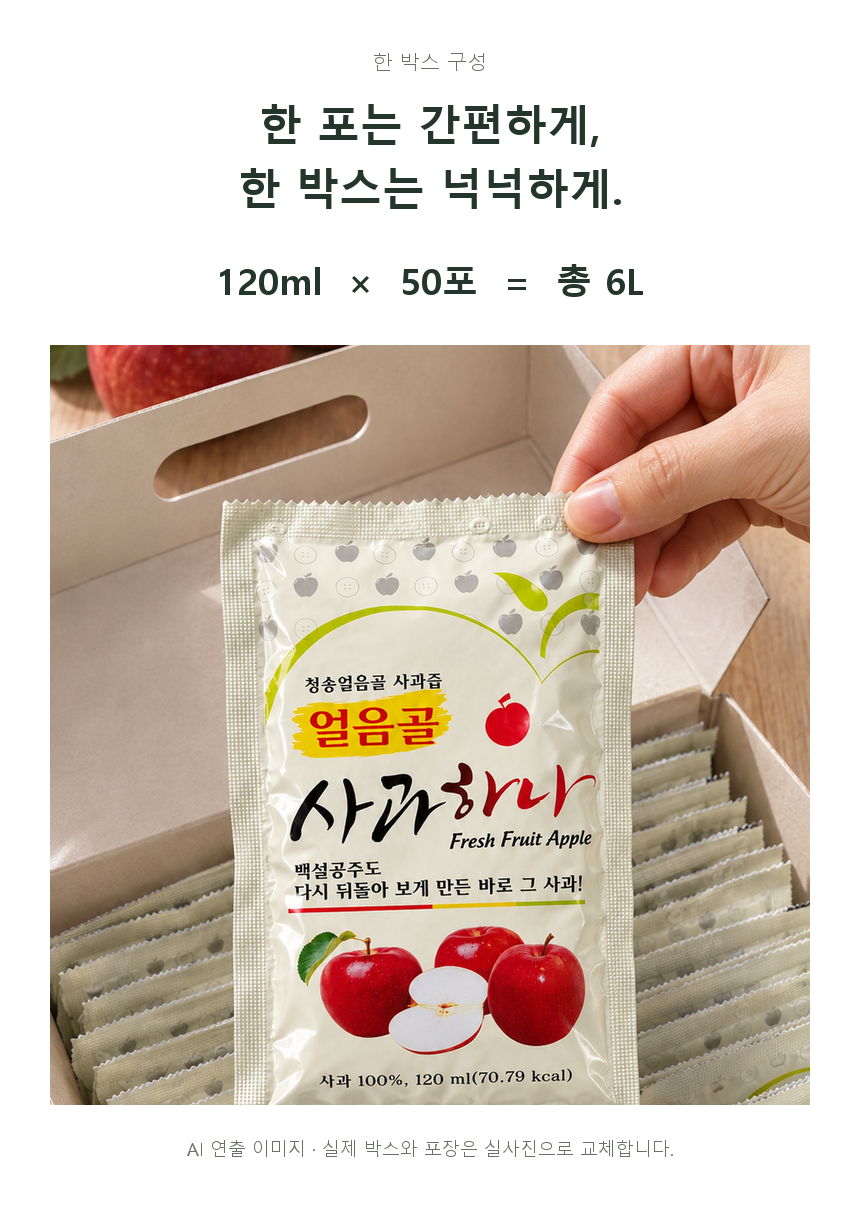 한 박스 구성
한 포는 간편하게,
한 박스는 넉넉하게.
120ml × 50포 = 총 6L
청송얼음골 사과즙
얼음골
사과하나
Fresh Fruit Apple
백설공주도
다시 뒤돌아 보게 만든 바로 그 사과!
사과 100%, 120 ml(70.79 kcal)
AI 연출 이미지 · 실제 박스와 포장은 실사진으로 교체합니다.